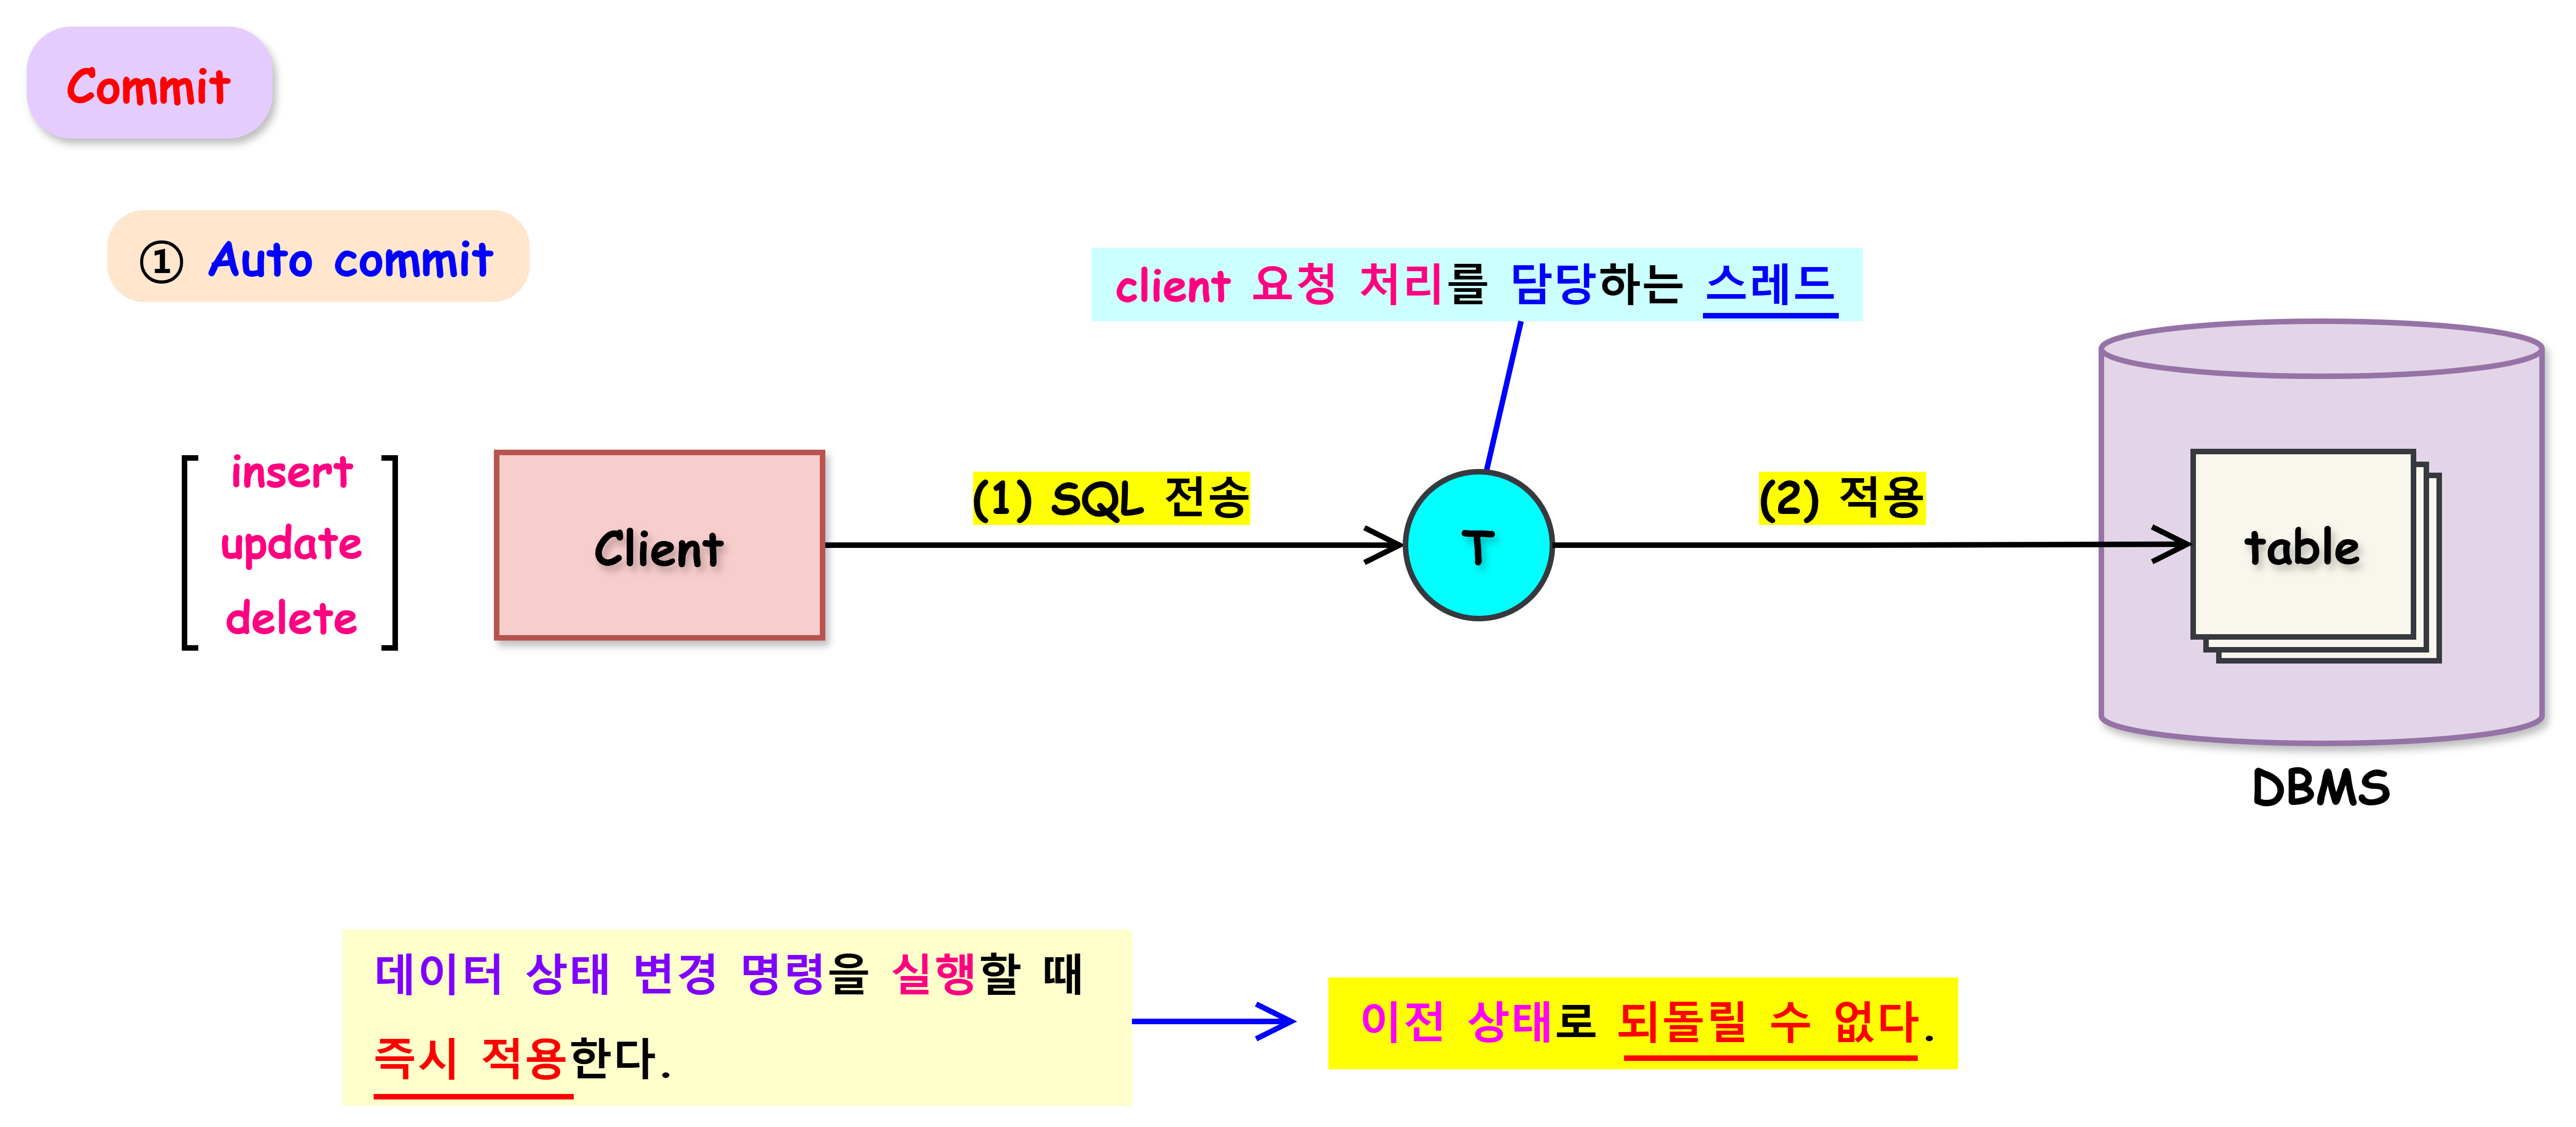 Commit
① Auto commit
client 요청 처리를 담당하는 스레드
insert
update
delete
Client
(1) SQL 전송
T
(2) 적용
table
DBMS
데이터 상태 변경 명령을 실행할 때
즉시 적용한다.
이전 상태로 되돌릴 수 없다.